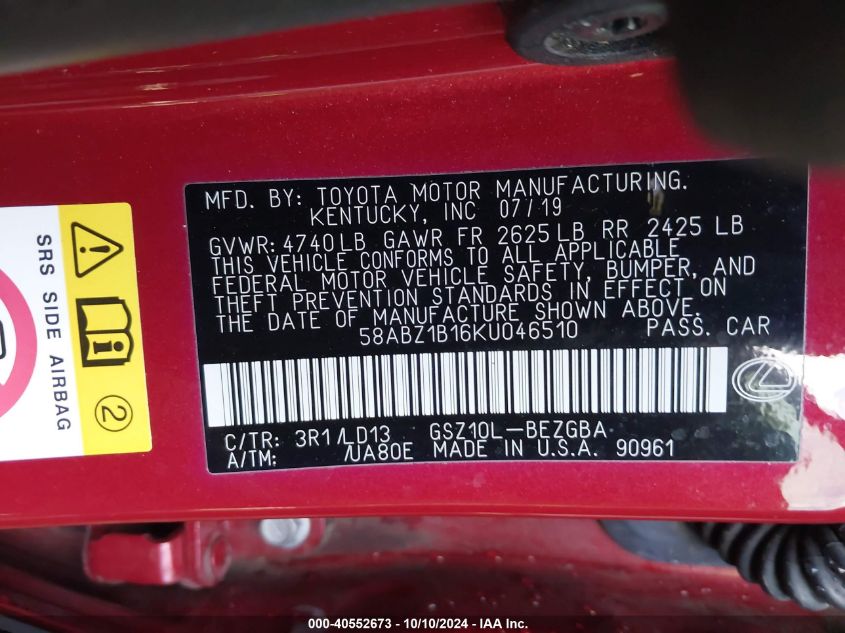 MFD. BY: TOYOTA MOTOR MANUFACTURING.
KENTUCKY, INC 07/19
GVWR: 4740LB GAWR FR 2625LB RR 2425 LB
THIS VEHICLE CONFORMS TO ALL APPLICABLE
FEDERAL MOTOR VEHICLE SAFETY, BUMPER, AND
THEFT PREVENTION STANDARDS IN EFFECT ON
THE DATE OF MANUFACTURE SHOWN ABOVE.
58ABZ1B16KU046510 PASS. CAR
C/TR: 3R1/LD13 GSZ10L-BEZGBA
A/TM: /UA80E MADE IN U.S.A. 90961
SRS SIDE AIRBAG
2
000-40552673 - 10/10/2024 - IAA Inc.